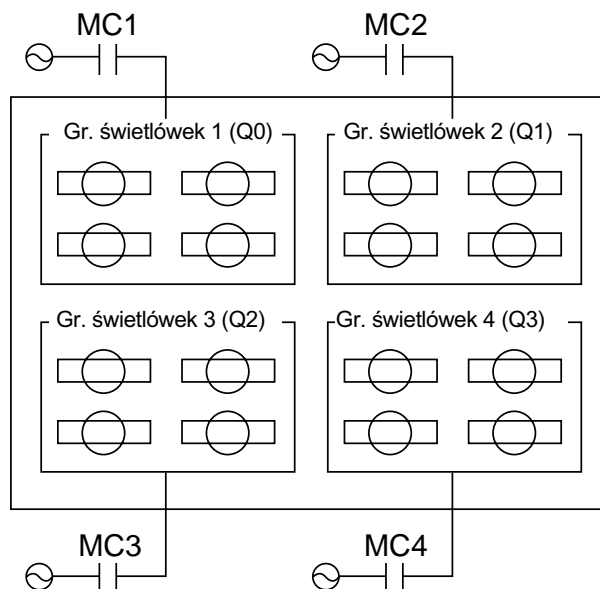 MC1
MC2
Gr. świetlówek 1 (Q0)
Gr. świetlówek 2 (Q1)
Gr. świetlówek 3 (Q2)
Gr. świetlówek 4 (Q3)
MC3
MC4